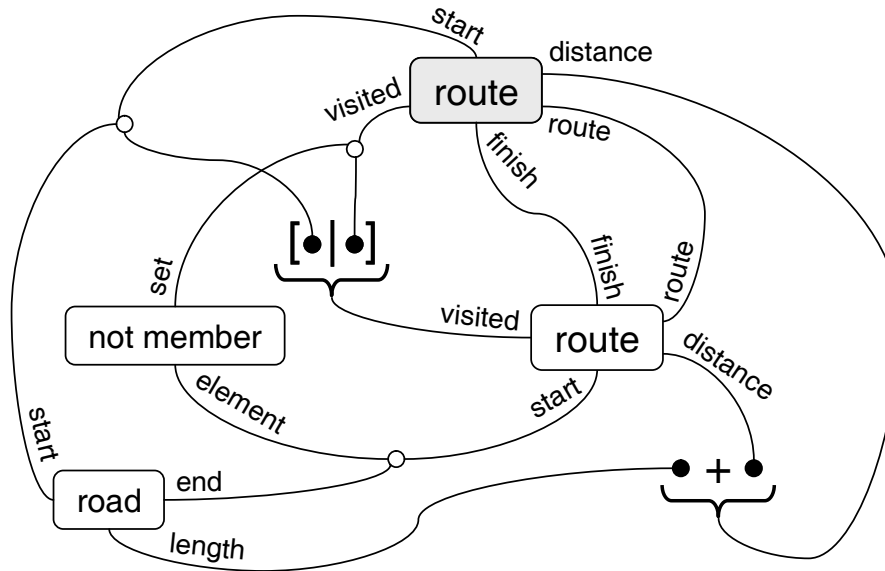 start
distance
visited
route
route
finish
[ | ]
set
finish
route
visited
not member
route
element
start
distance
start
+
end
road
length